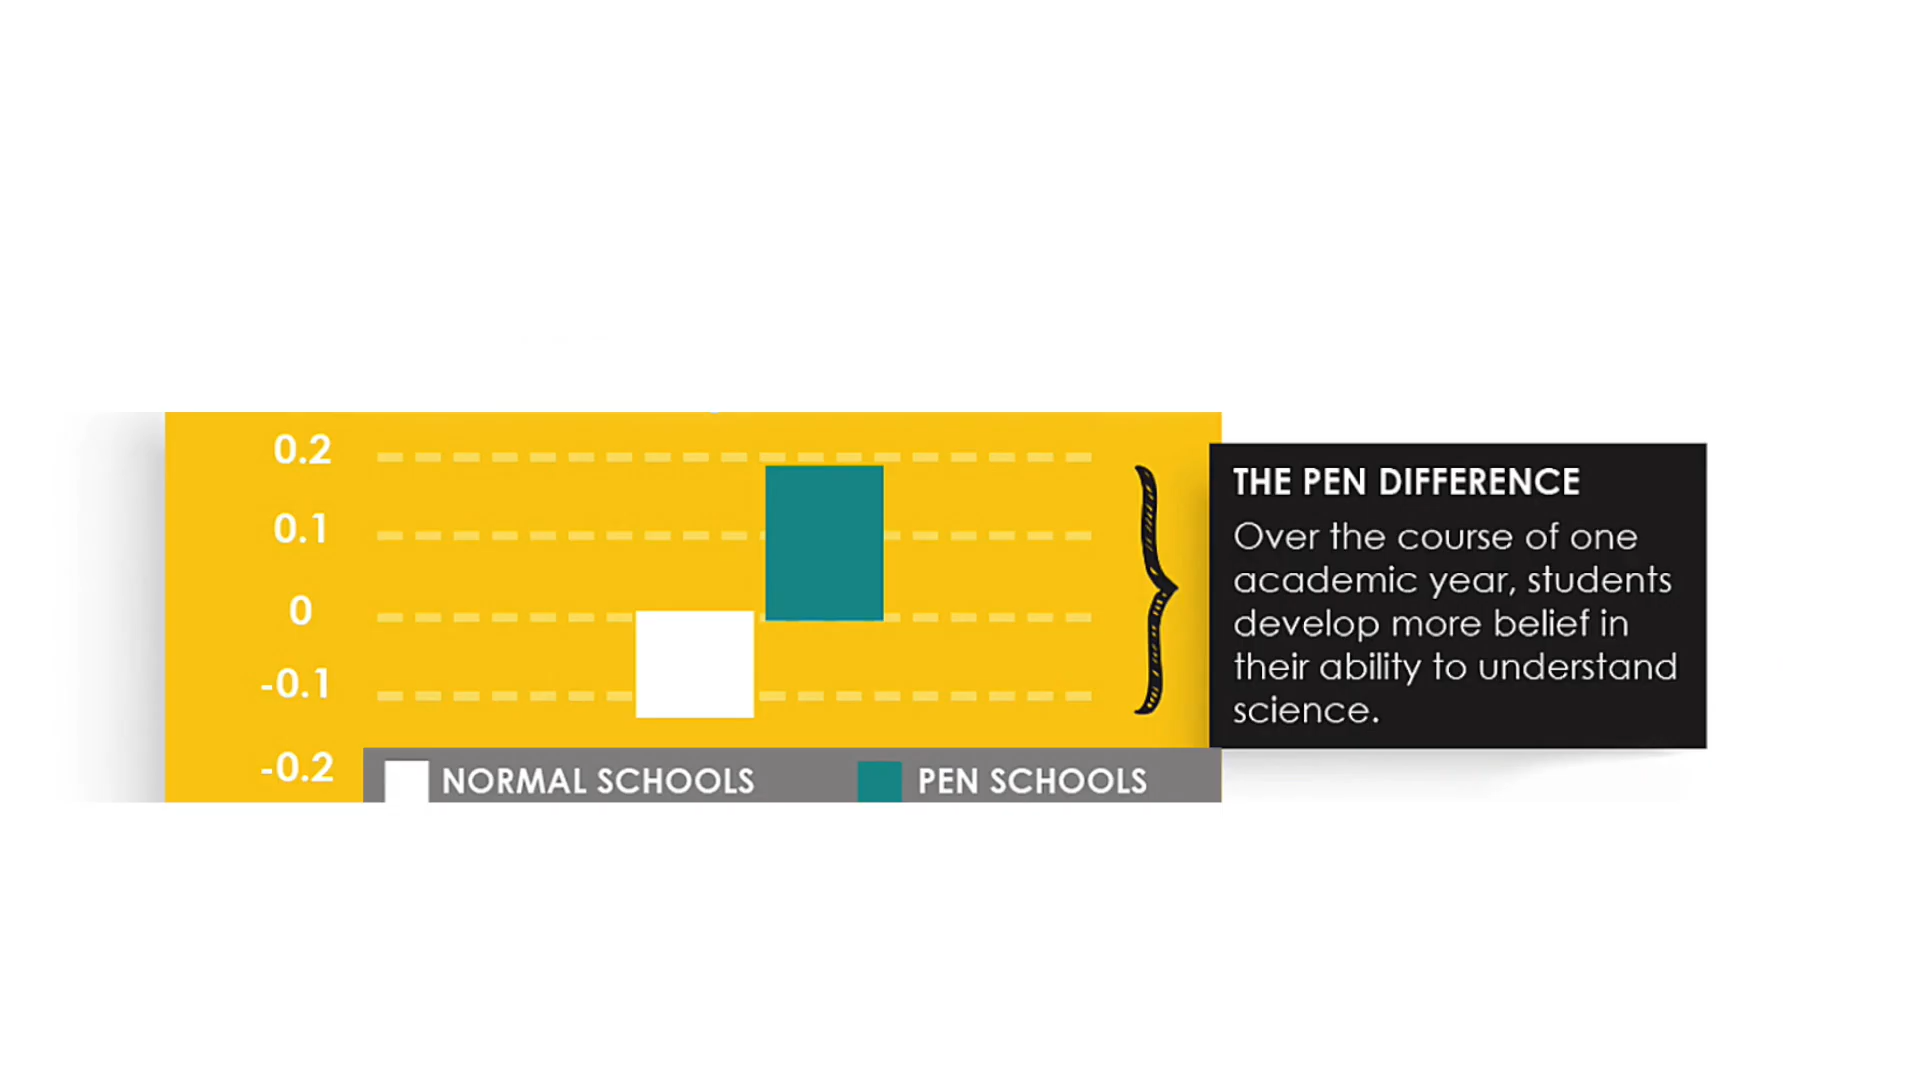 0.2
0.1
0
-0.1
-0.2
NORMAL SCHOOLS
PEN SCHOOLS
THE PEN DIFFERENCE
Over the course of one
academic year, students
develop more belief in
their ability to understand
science.